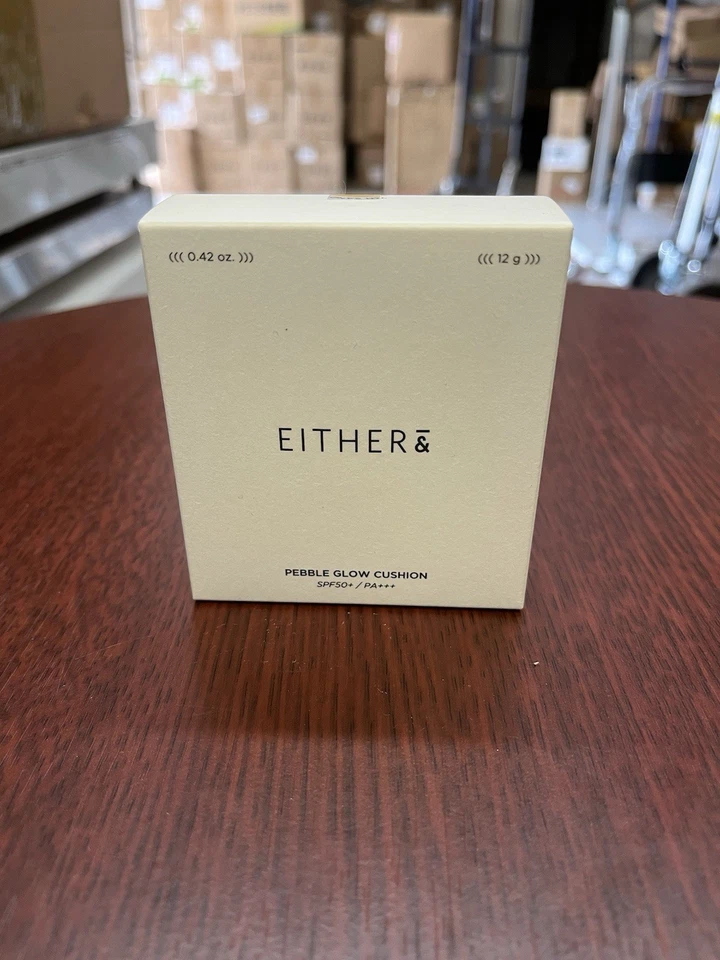 ((( 0.42 oz. ))) ((( 12 g )))
EITHER&
PEBBLE GLOW CUSHION
SPF50+ / PA+++